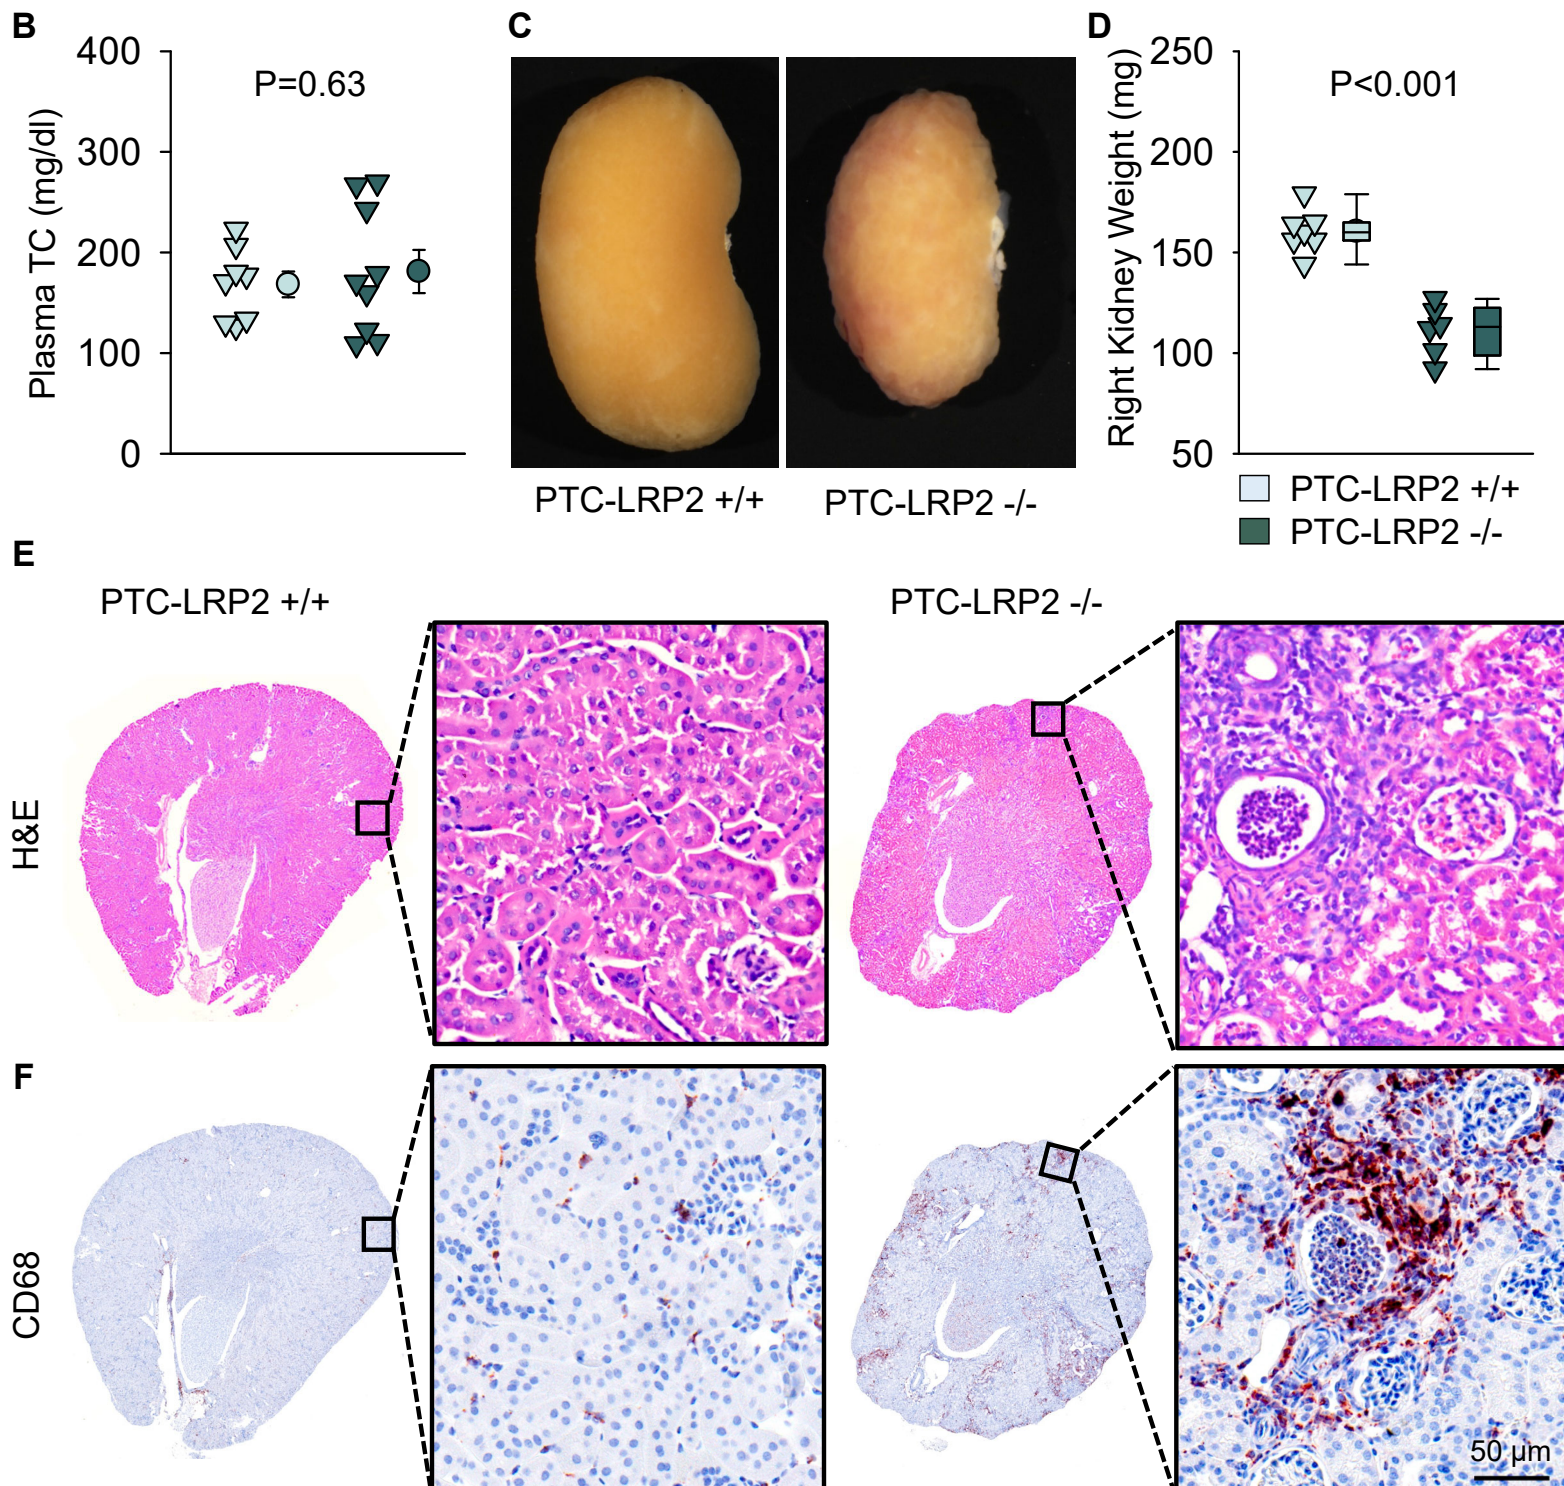 B
Plasma TC (mg/dl)
400
300
200
100
0
P=0.63
C
PTC-LRP2 +/+
PTC-LRP2 -/-
D
Right Kidney Weight (mg)
250
200
150
100
50
P<0.001
PTC-LRP2 +/+
PTC-LRP2 -/-
E
PTC-LRP2 +/+
PTC-LRP2 -/-
H&E
F
CD68
50 µm